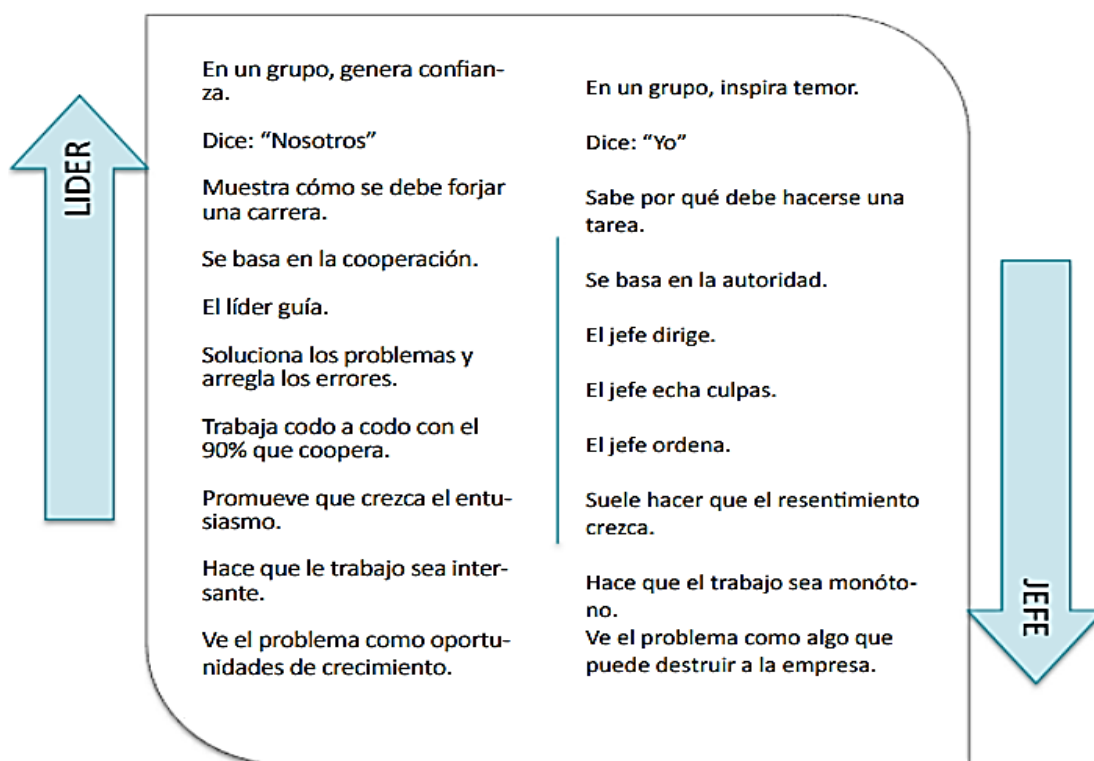 LIDER
En un grupo, genera confian-
za.
Dice: “Nosotros”
Muestra cómo se debe forjar
una carrera.
Se basa en la cooperación.
El líder guía.
Soluciona los problemas y
arregla los errores.
Trabaja codo a codo con el
90% que coopera.
Promueve que crezca el entu-
siasmo.
Hace que le trabajo sea inter-
sante.
Ve el problema como oportu-
nidades de crecimiento.
En un grupo, inspira temor.
Dice: “Yo”
Sabe por qué debe hacerse una
tarea.
Se basa en la autoridad.
El jefe dirige.
El jefe echa culpas.
El jefe ordena.
Suele hacer que el resentimiento
crezca.
Hace que el trabajo sea monóto-
no.
Ve el problema como algo que
puede destruir a la empresa.
JEFE